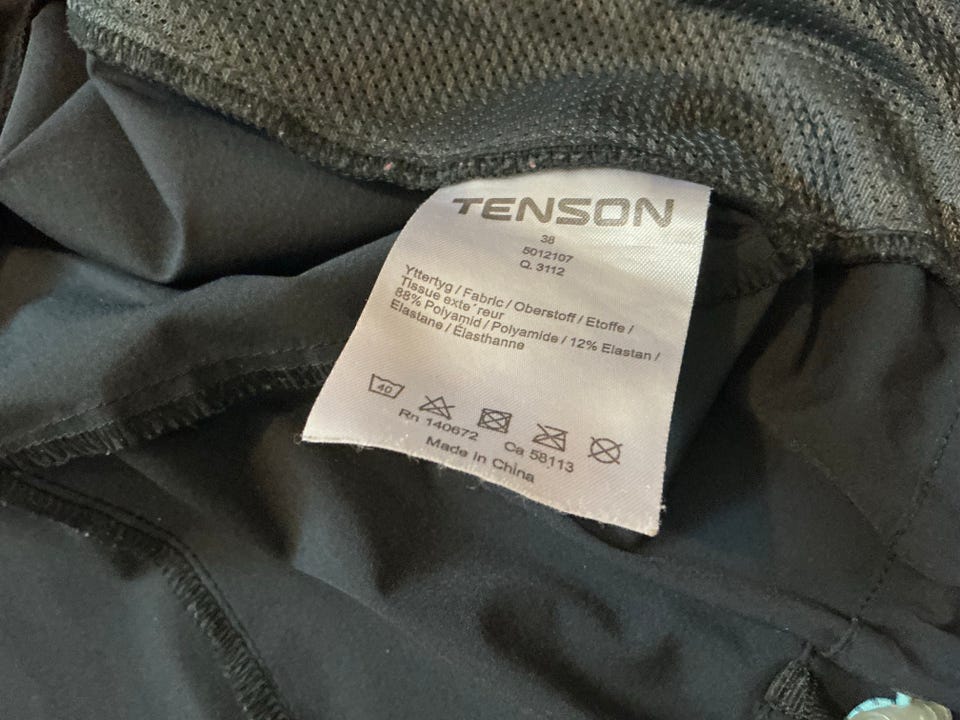 TENSON
38
5012107
Q. 3112
Yttertyg / Fabric / Oberstoff / Etoffe /
Tissue exte´reur
88% Polyamid / Polyamide / 12% Elastan /
Elastane / Élasthanne
40
Rn 140672 Ca 58113
Made in China